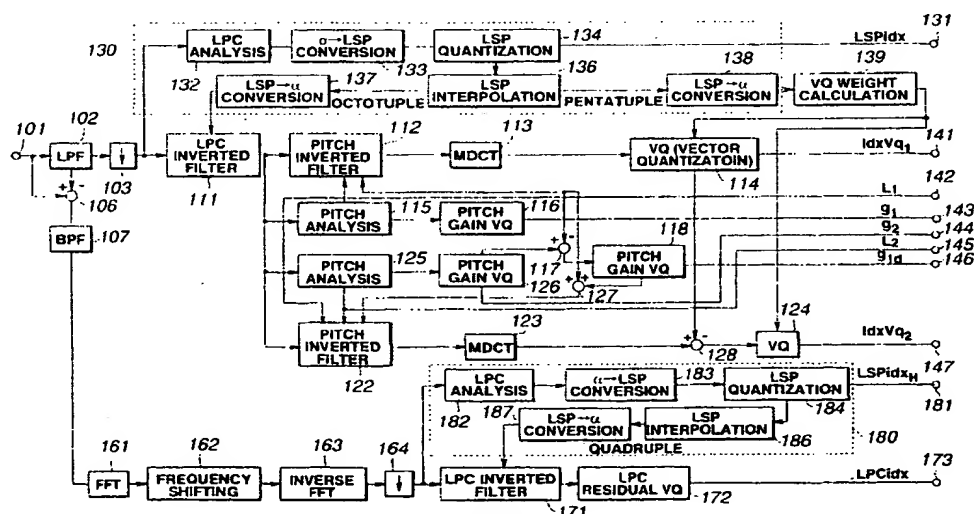 130
LPC ANALYSIS
132
α→LSP CONVERSION
133
LSP QUANTIZATION
134
LSPidx
131
LSP→α CONVERSION
137
OCTOTUPLE
LSP INTERPOLATION
136
PENTATUPLE
LSP→α CONVERSION
138
VQ WEIGHT CALCULATION
139
101
LPF
102
103
LPC INVERTED FILTER
111
PITCH INVERTED FILTER
112
MDCT
113
VQ (VECTOR QUANTIZATOIN)
114
IdxVq1
141
+ -
106
BPF
107
PITCH ANALYSIS
115
PITCH GAIN VQ
116
L1
142
g1
143
g2
144
L2
145
g1d
146
PITCH ANALYSIS
125
PITCH GAIN VQ
126
+ -
117
PITCH GAIN VQ
118
+ +
127
PITCH INVERTED FILTER
122
MDCT
123
+ -
128
VQ
124
IdxVq2
147
LPC ANALYSIS
182
α→LSP CONVERSION
183
LSP QUANTIZATION
184
LSPidxH
181
187
LSP→α CONVERSION
LSP INTERPOLATION
186
QUADRUPLE
180
161
FFT
162
FREQUENCY SHIFTING
163
INVERSE FFT
164
LPC INVERTED FILTER
171
LPC RESIDUAL VQ
172
LPCidx
173